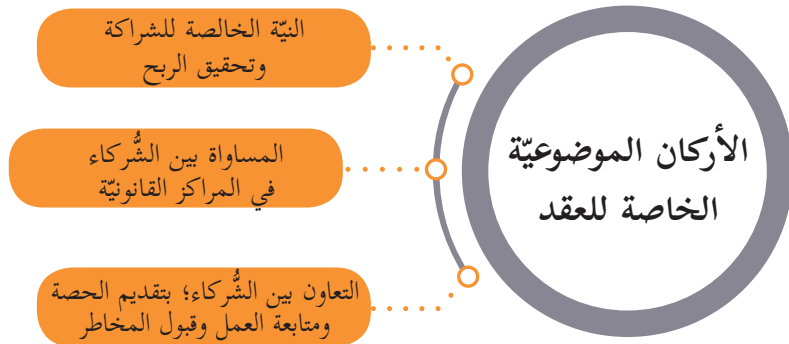 الأركان الموضوعيّة
الخاصة للعقد
النيّة الخالصة للشراكة
وتحقيق الربح
المساواة بين الشُّركاء
في المراكز القانونيّة
التعاون بين الشُّركاء؛ بتقديم الحصة
ومتابعة العمل وقبول المخاطر